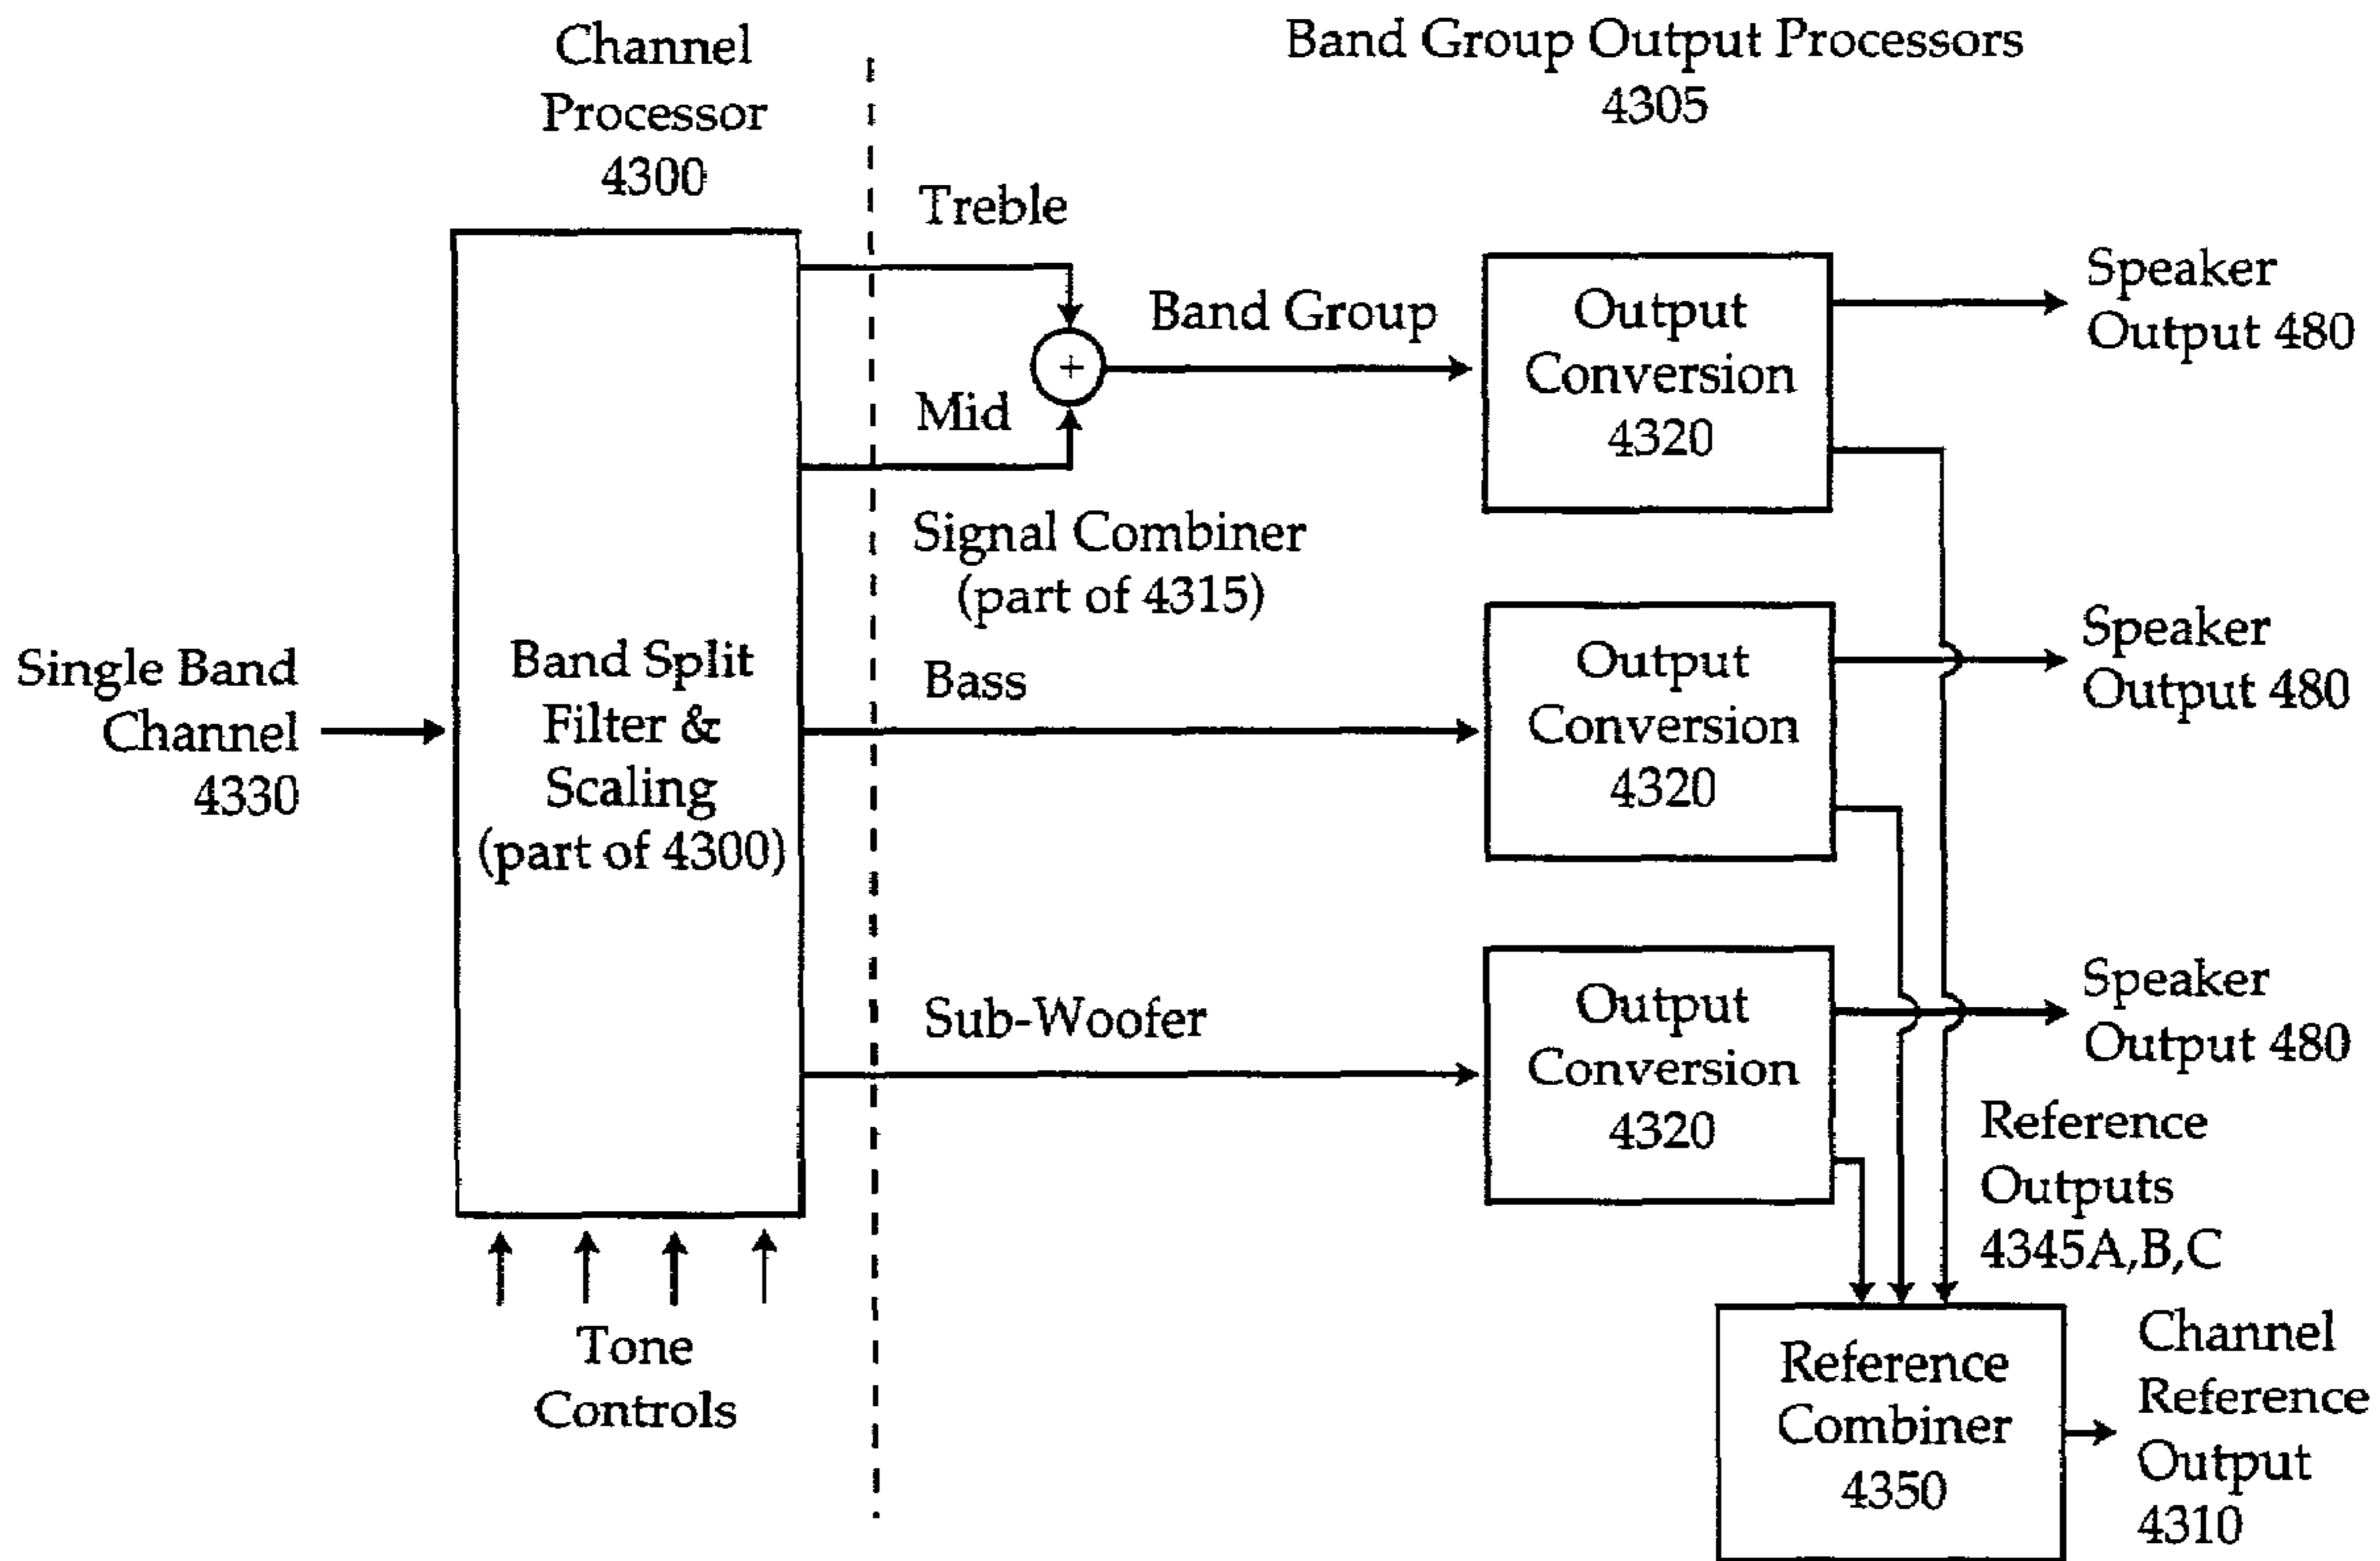 Channel
Processor
4300
Band Group Output Processors
4305
Treble
Mid
+
Band Group
Signal Combiner
(part of 4315)
Output
Conversion
4320
Speaker
Output 480
Single Band
Channel
4330
Band Split
Filter &
Scaling
(part of 4300)
Bass
Output
Conversion
4320
Speaker
Output 480
Sub-Woofer
Output
Conversion
4320
Speaker
Output 480
Reference
Outputs
4345A,B,C
Tone
Controls
Reference
Combiner
4350
Channel
Reference
Output
4310